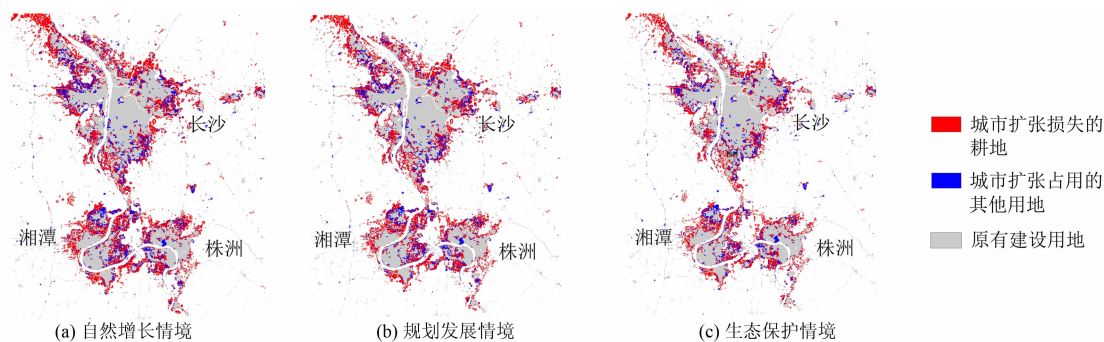 长沙
湘潭
株洲
(a) 自然增长情境
长沙
湘潭
株洲
(b) 规划发展情境
长沙
湘潭
株洲
(c) 生态保护情境
城市扩张损失的
耕地
城市扩张占用的
其他用地
原有建设用地